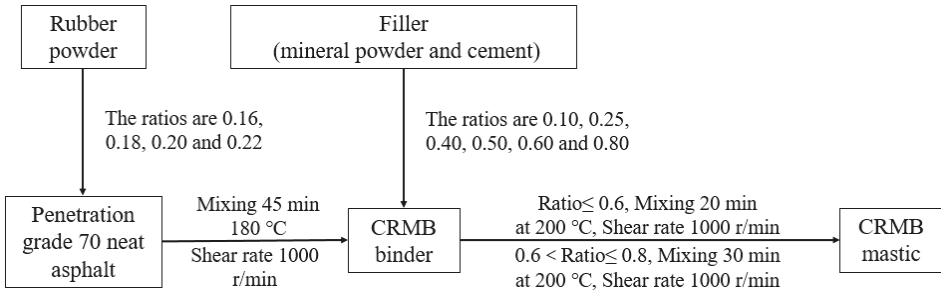 Rubber
powder
Filler
(mineral powder and cement)
The ratios are 0.16,
0.18, 0.20 and 0.22
The ratios are 0.10, 0.25,
0.40, 0.50, 0.60 and 0.80
Penetration
grade 70 neat
asphalt
Mixing 45 min
180 °C
Shear rate 1000
r/min
CRMB
binder
Ratio≤ 0.6, Mixing 20 min
at 200 °C, Shear rate 1000 r/min
0.6 < Ratio≤ 0.8, Mixing 30 min
at 200 °C, Shear rate 1000 r/min
CRMB
mastic